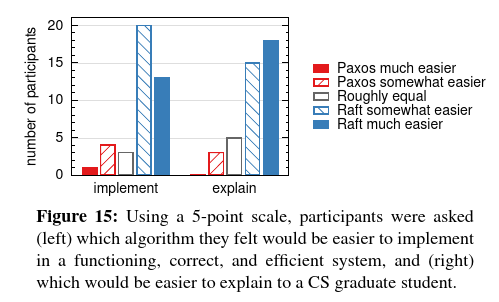 20
15
10
5
0
number of participants
implement
explain
Paxos much easier
Paxos somewhat easier
Roughly equal
Raft somewhat easier
Raft much easier
Figure 15: Using a 5-point scale, participants were asked
(left) which algorithm they felt would be easier to implement
in a functioning, correct, and efficient system, and (right)
which would be easier to explain to a CS graduate student.